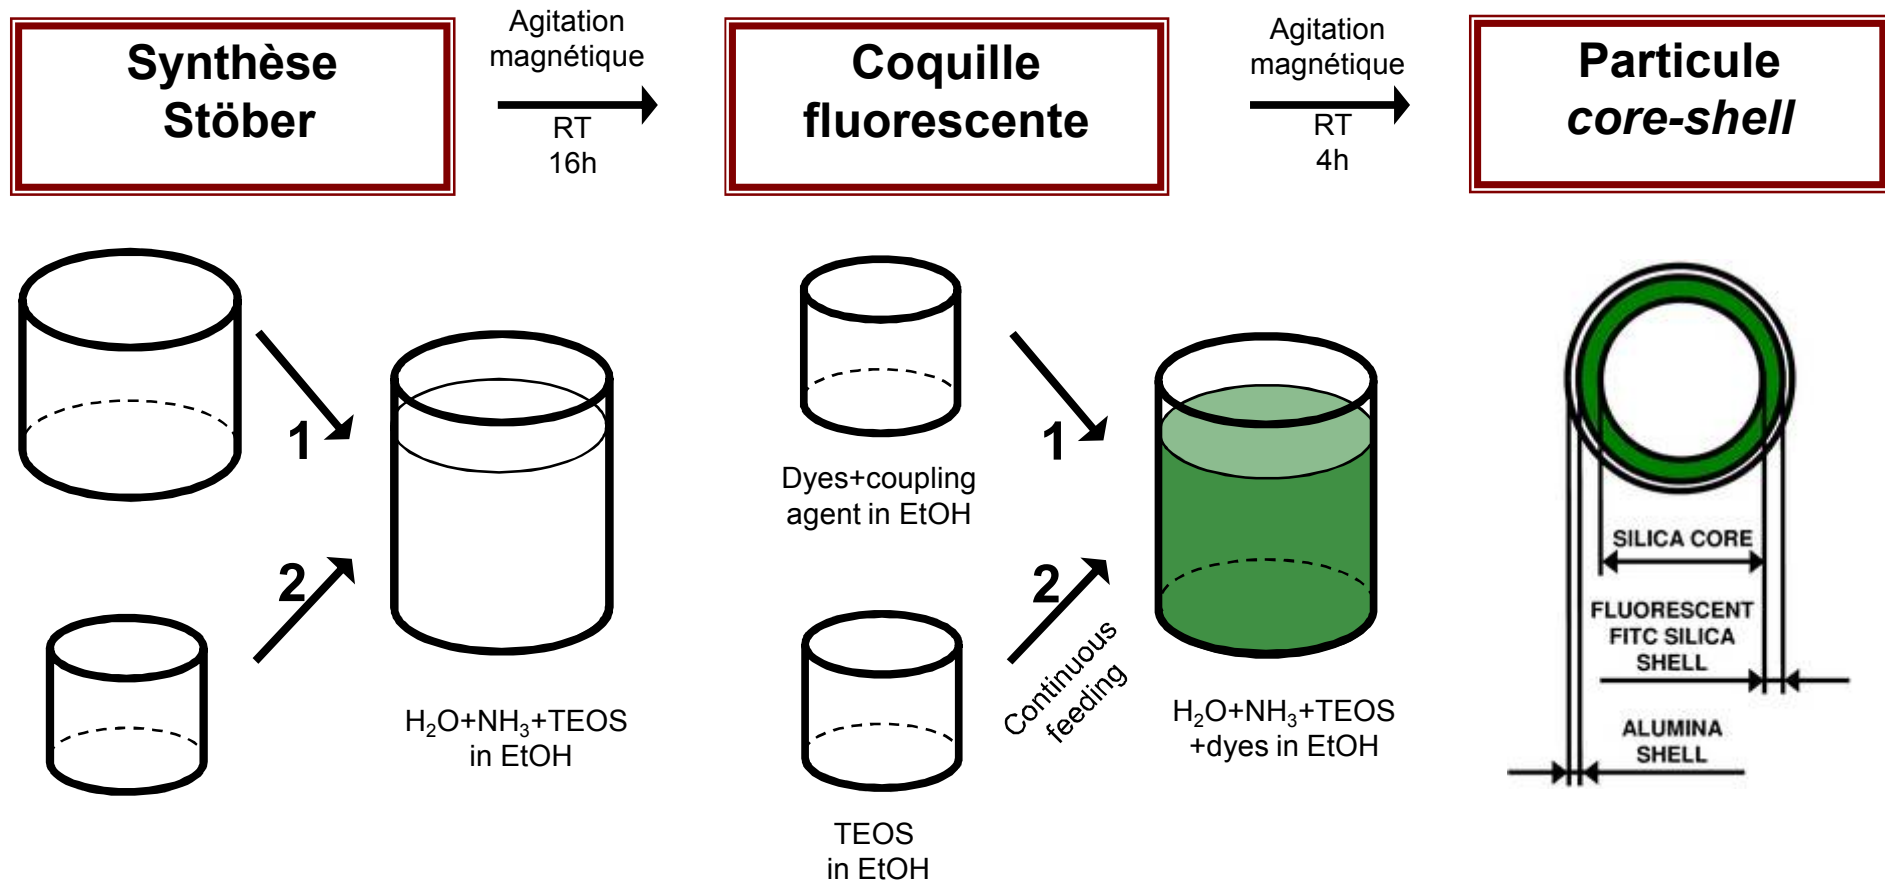 Synthèse
Stöber
Agitation
magnétique
RT
16h
Coquille
fluorescente
Agitation
magnétique
RT
4h
Particule
core-shell
1
2
H₂O+NH₃+TEOS
in EtOH
Dyes+coupling
agent in EtOH
1
2
Continuous
feeding
TEOS
in EtOH
H₂O+NH₃+TEOS
+dyes in EtOH
SILICA CORE
FLUORESCENT
FITC SILICA
SHELL
ALUMINA
SHELL